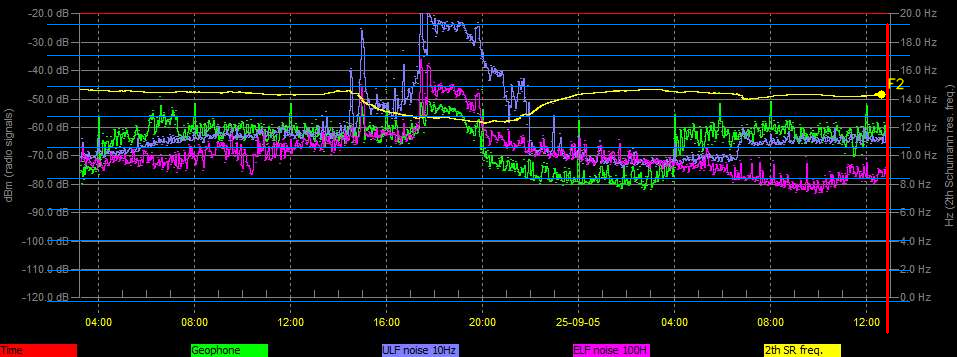 -20.0 dB 20.0 Hz
-30.0 dB 18.0 Hz
-40.0 dB 16.0 Hz
F2
-50.0 dB 14.0 Hz
-60.0 dB 12.0 Hz
-70.0 dB 10.0 Hz
-80.0 dB 8.0 Hz
-90.0 dB 6.0 Hz
-100.0 dB 4.0 Hz
-110.0 dB 2.0 Hz
-120.0 dB 0.0 Hz
dBm (radio signals)
Hz (2th Schumann res. freq.)
04:00 08:00 12:00 16:00 20:00 25-09-05 04:00 08:00 12:00
Time Geophone ULF noise 10Hz ELF noise 100H 2th SR freq.